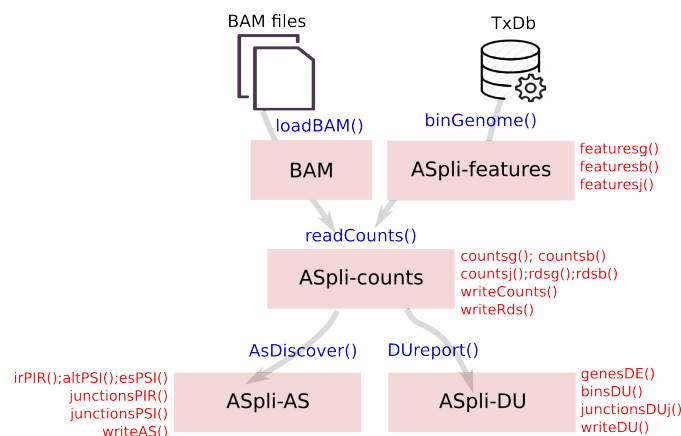 BAM files
TxDb
loadBAM()
binGenome()
BAM
ASpli-features
featuresg()
featuresb()
featuresj()
readCounts()
ASpli-counts
countsg(); countsb()
countsj();rdsg();rdsb()
writeCounts()
writeRds()
AsDiscover()
DUreport()
irPIR();altPSI();esPSI()
junctionsPIR()
junctionsPSI()
writeAS()
ASpli-AS
ASpli-DU
genesDE()
binsDU()
junctionsDUj()
writeDU()